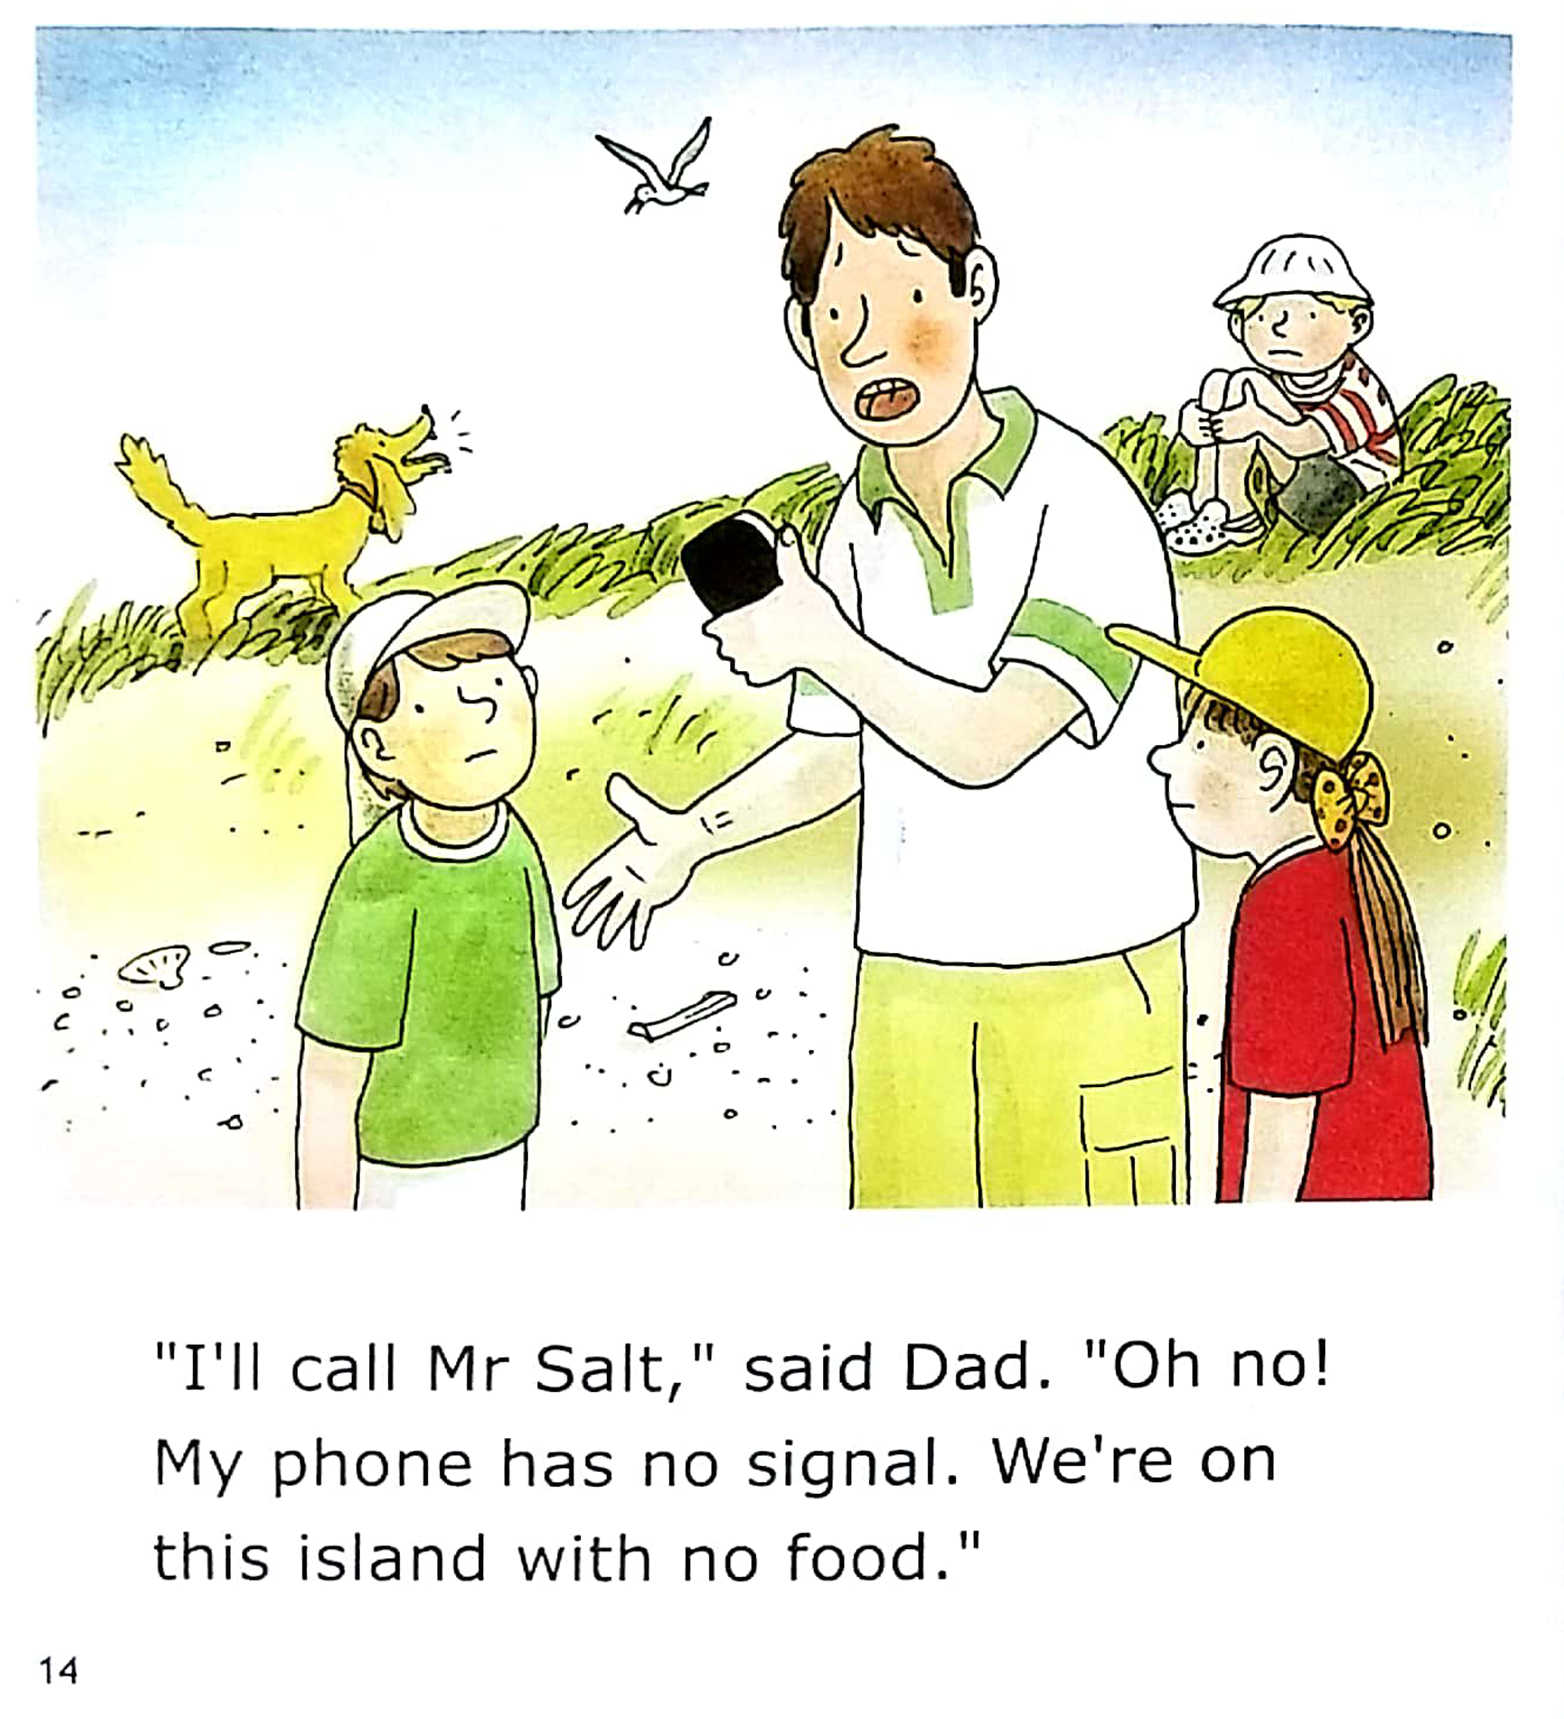 "I'll call Mr Salt," said Dad. "Oh no!
My phone has no signal. We're on
this island with no food."
14